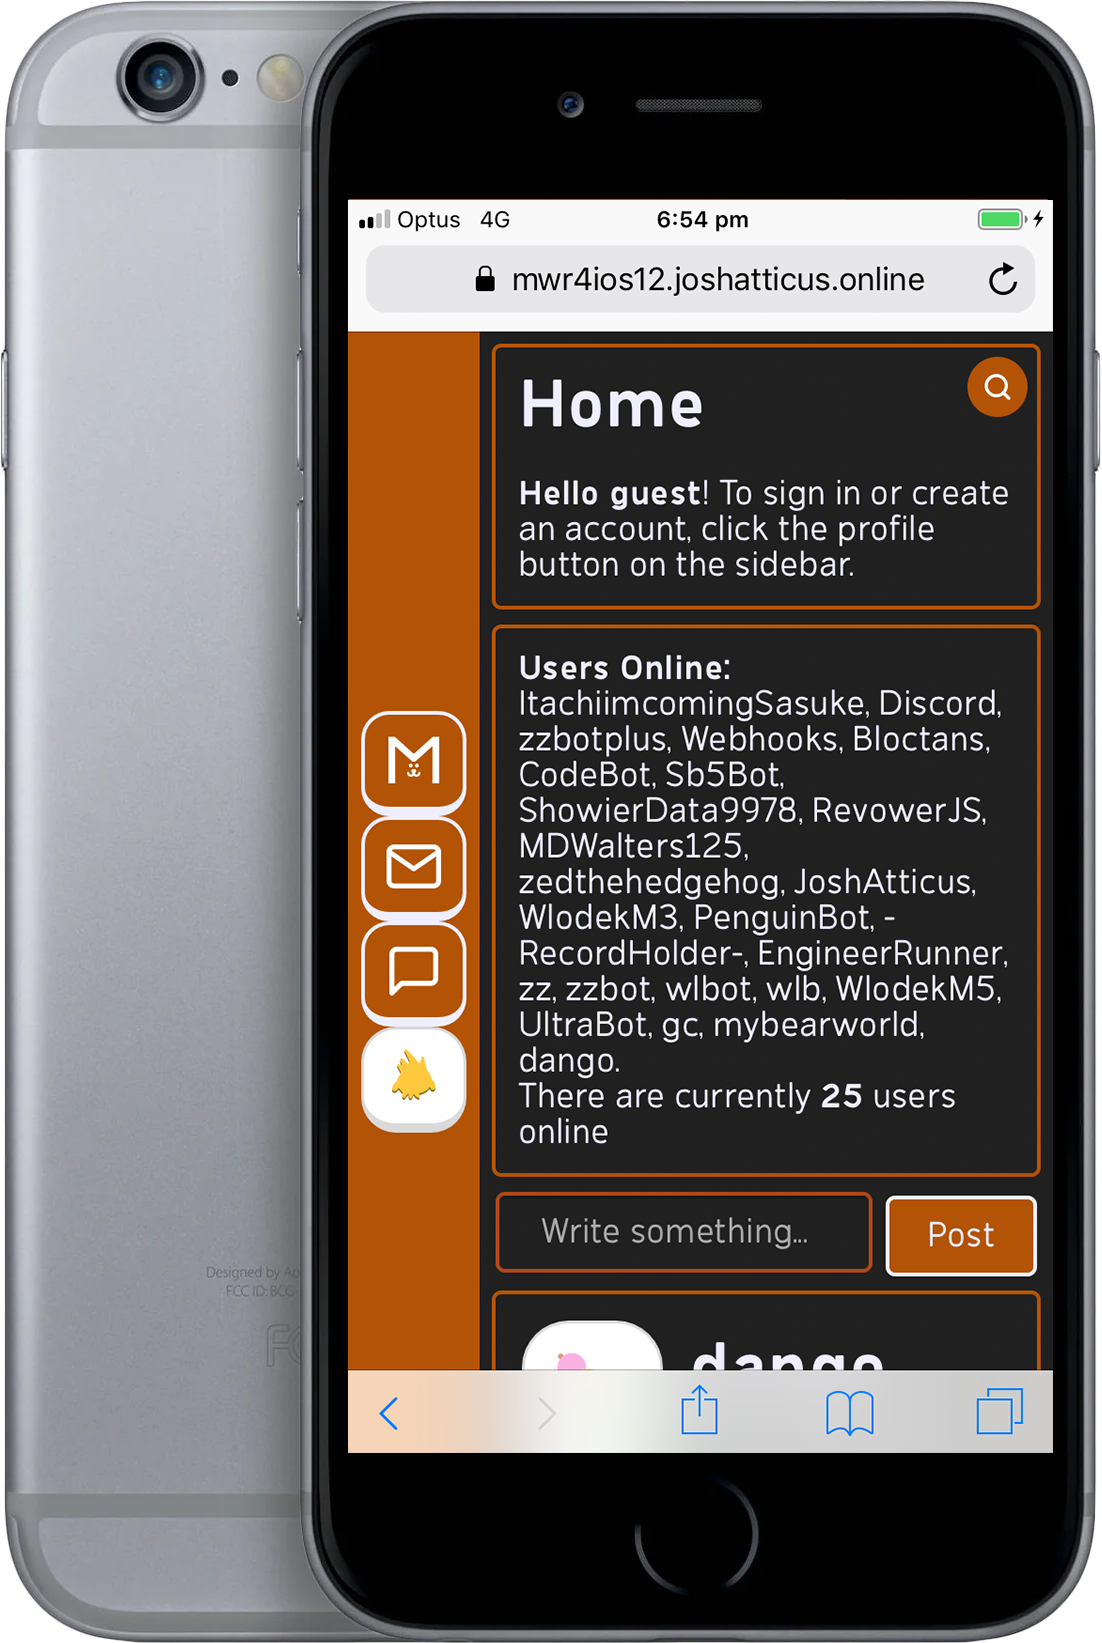 Optus 4G 6:54 pm
mwr4ios12.joshatticus.online
Home
Hello guest! To sign in or create
an account, click the profile
button on the sidebar.
Users Online:
ItachiimcomingSasuke, Discord,
zzbotplus, Webhooks, Bloctans,
CodeBot, Sb5Bot,
ShowierData9978, RevowerJS,
MDWalters125,
zedthehedgehog, JoshAtticus,
WlodekM3, PenguinBot, -
RecordHolder-, EngineerRunner,
zz, zzbot, wlbot, wlb, WlodekM5,
UltraBot, gc, mybearworld,
dango.
There are currently 25 users
online
Write something...
Post
dango
M
Designed by
FCC ID: BCG